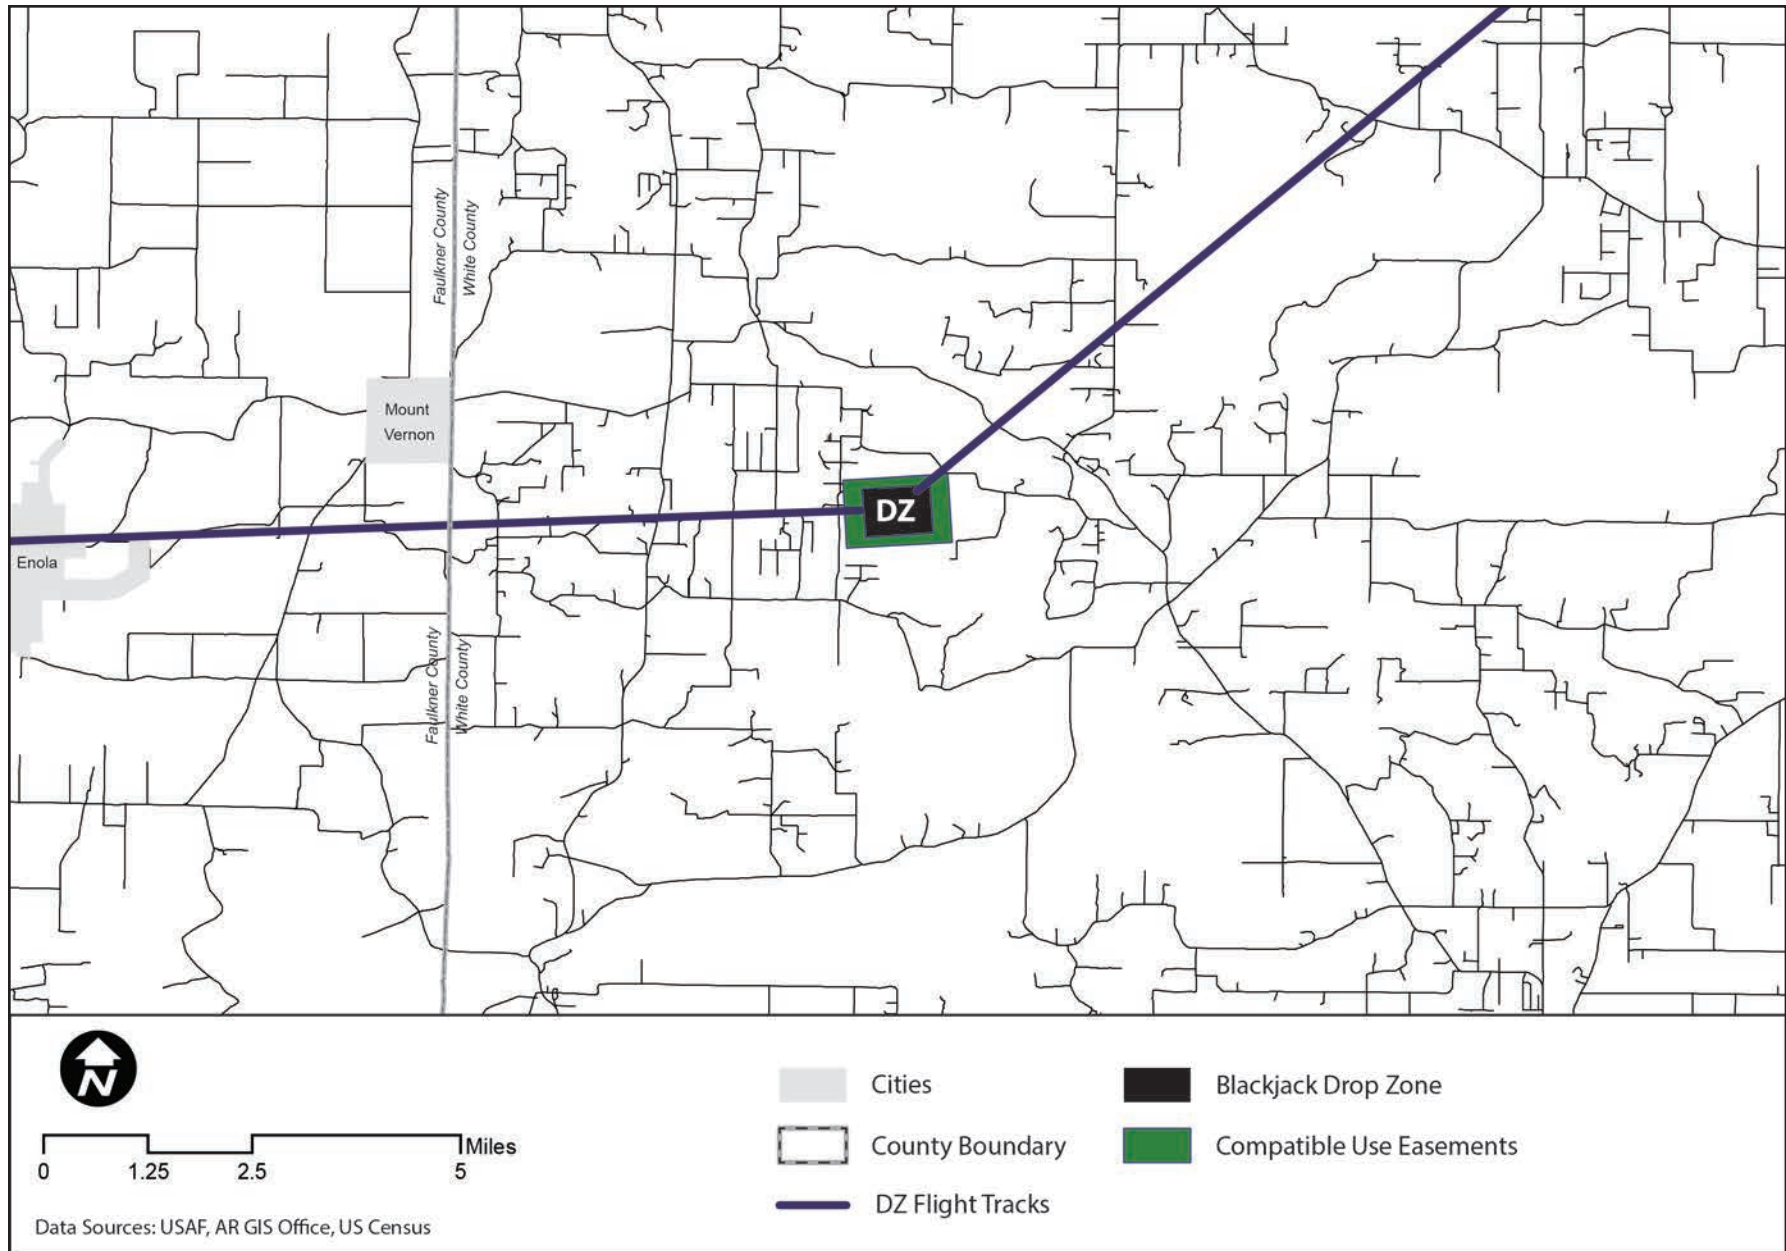 Faulkner County
White County
Mount
Vernon
DZ
Enola
Faulkner County
White County
N
Miles
0 1.25 2.5 5
Data Sources: USAF, AR GIS Office, US Census
Cities
County Boundary
DZ Flight Tracks
Blackjack Drop Zone
Compatible Use Easements